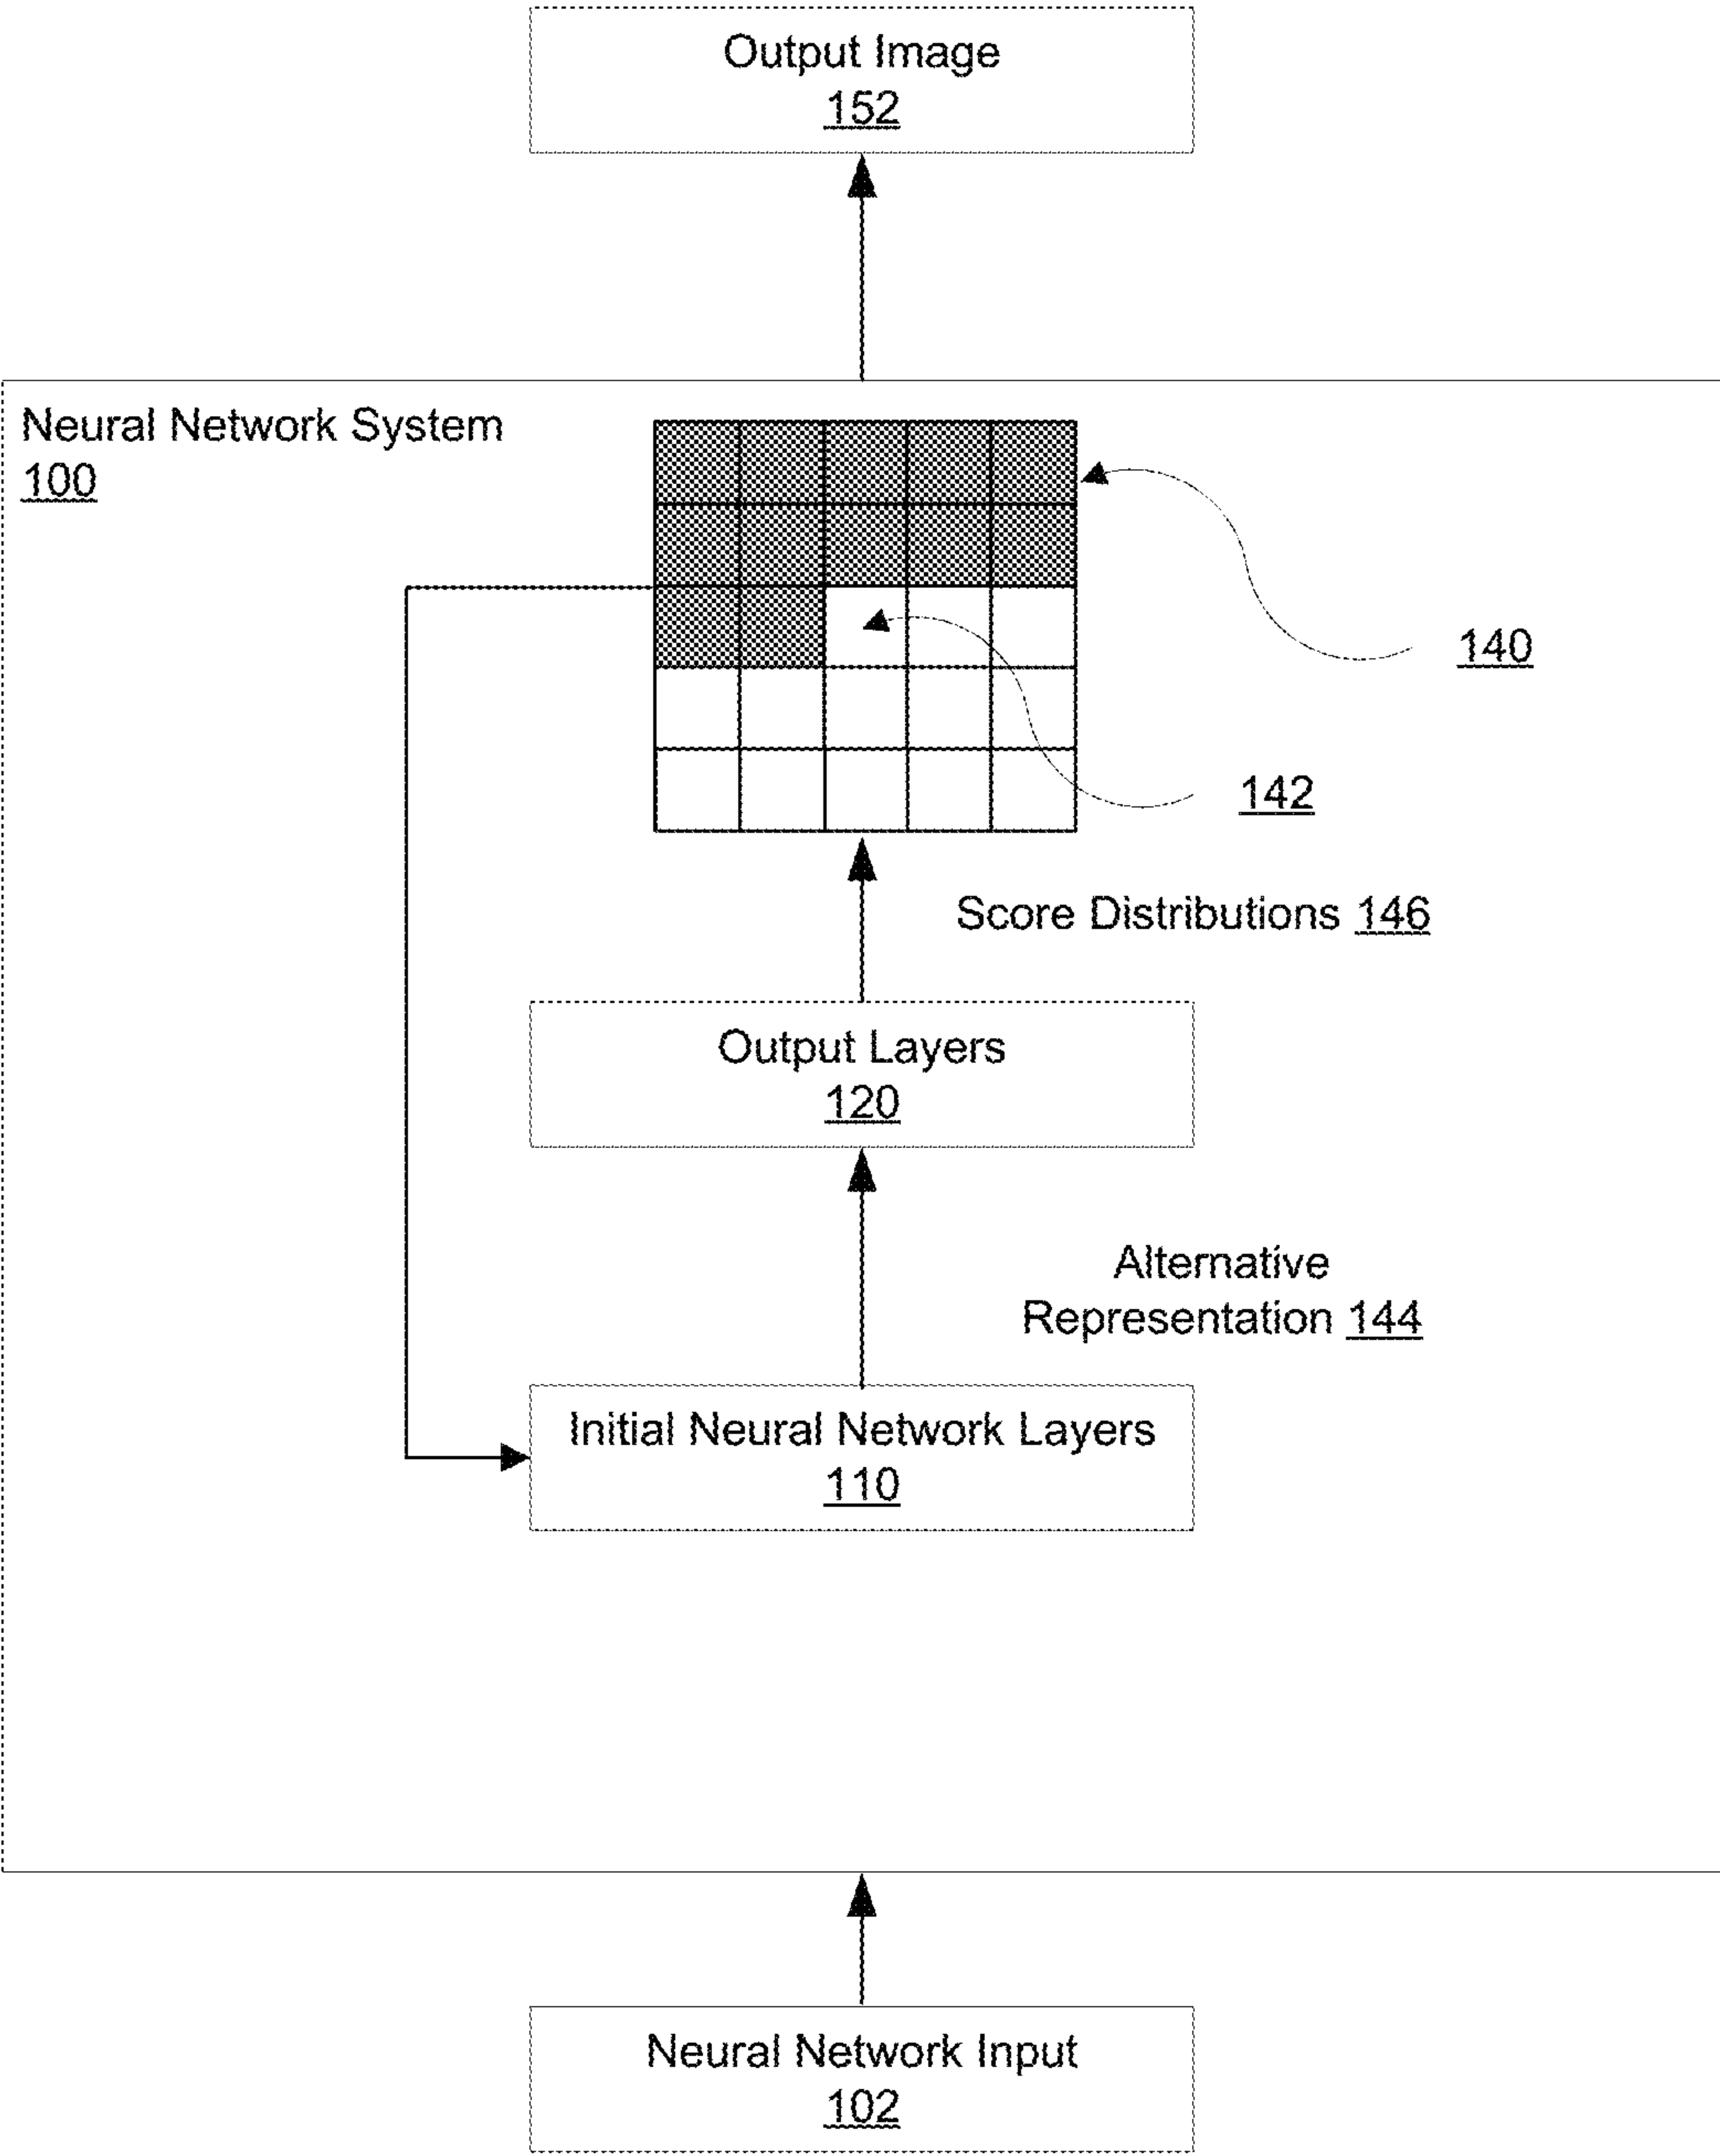 Output Image
152
Neural Network System
100
140
142
Score Distributions 146
Output Layers
120
Alternative
Representation 144
Initial Neural Network Layers
110
Neural Network Input
102